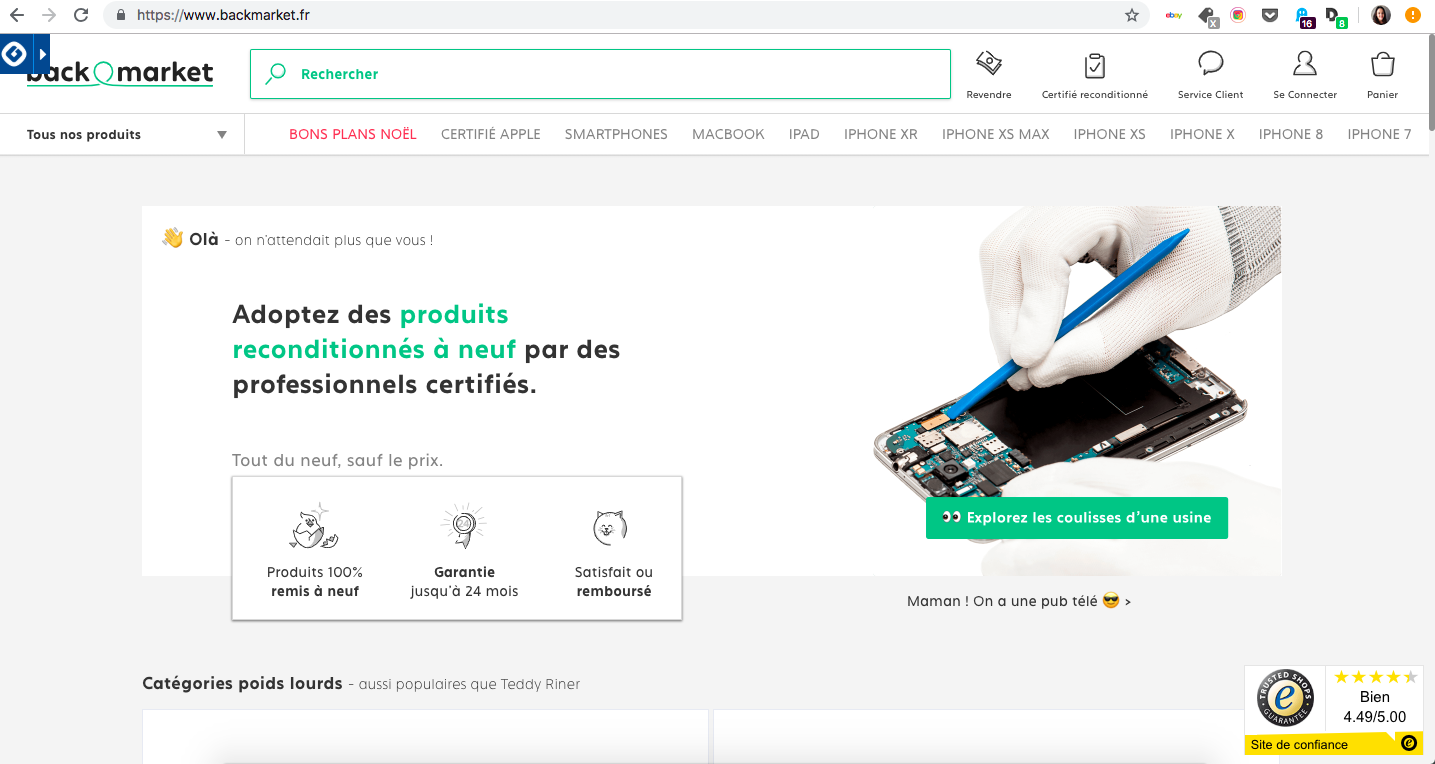 https://www.backmarket.fr
ebay
X
16
8
back market
Rechercher
Revendre
Certifié reconditionné
Service Client
Se Connecter
Panier
Tous nos produits
BONS PLANS NOËL
CERTIFIÉ APPLE
SMARTPHONES
MACBOOK
IPAD
IPHONE XR
IPHONE XS MAX
IPHONE XS
IPHONE X
IPHONE 8
IPHONE 7
👋 Olà - on n'attendait plus que vous !
Adoptez des produits
reconditionnés à neuf par des
professionnels certifiés.
Tout du neuf, sauf le prix.
24
Produits 100%
remis à neuf
Garantie
jusqu'à 24 mois
Satisfait ou
remboursé
👀 Explorez les coulisses d'une usine
Maman ! On a une pub télé 😎 >
Catégories poids lourds - aussi populaires que Teddy Riner
TRUSTED SHOPS
e
GUARANTEE
Bien
4.49/5.00
Site de confiance
e